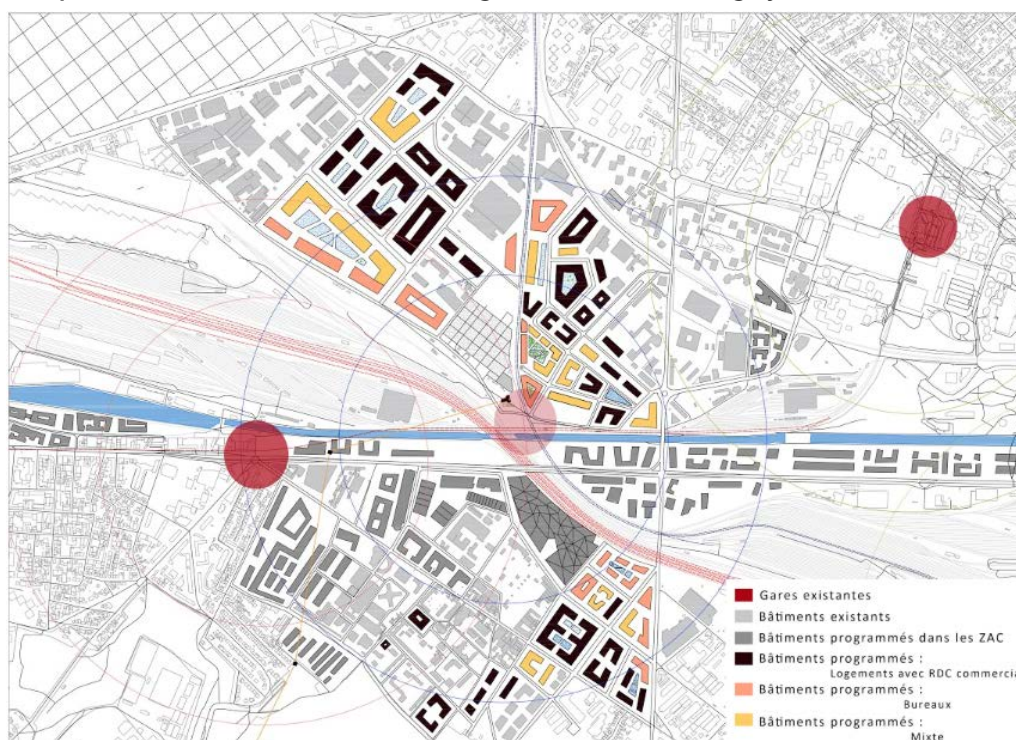 Gares existantes
Bâtiments existants
Bâtiments programmés dans les ZAC
Bâtiments programmés :
Logements avec RDC commercia
Bâtiments programmés :
Bureaux
Bâtiments programmés :
Mixte